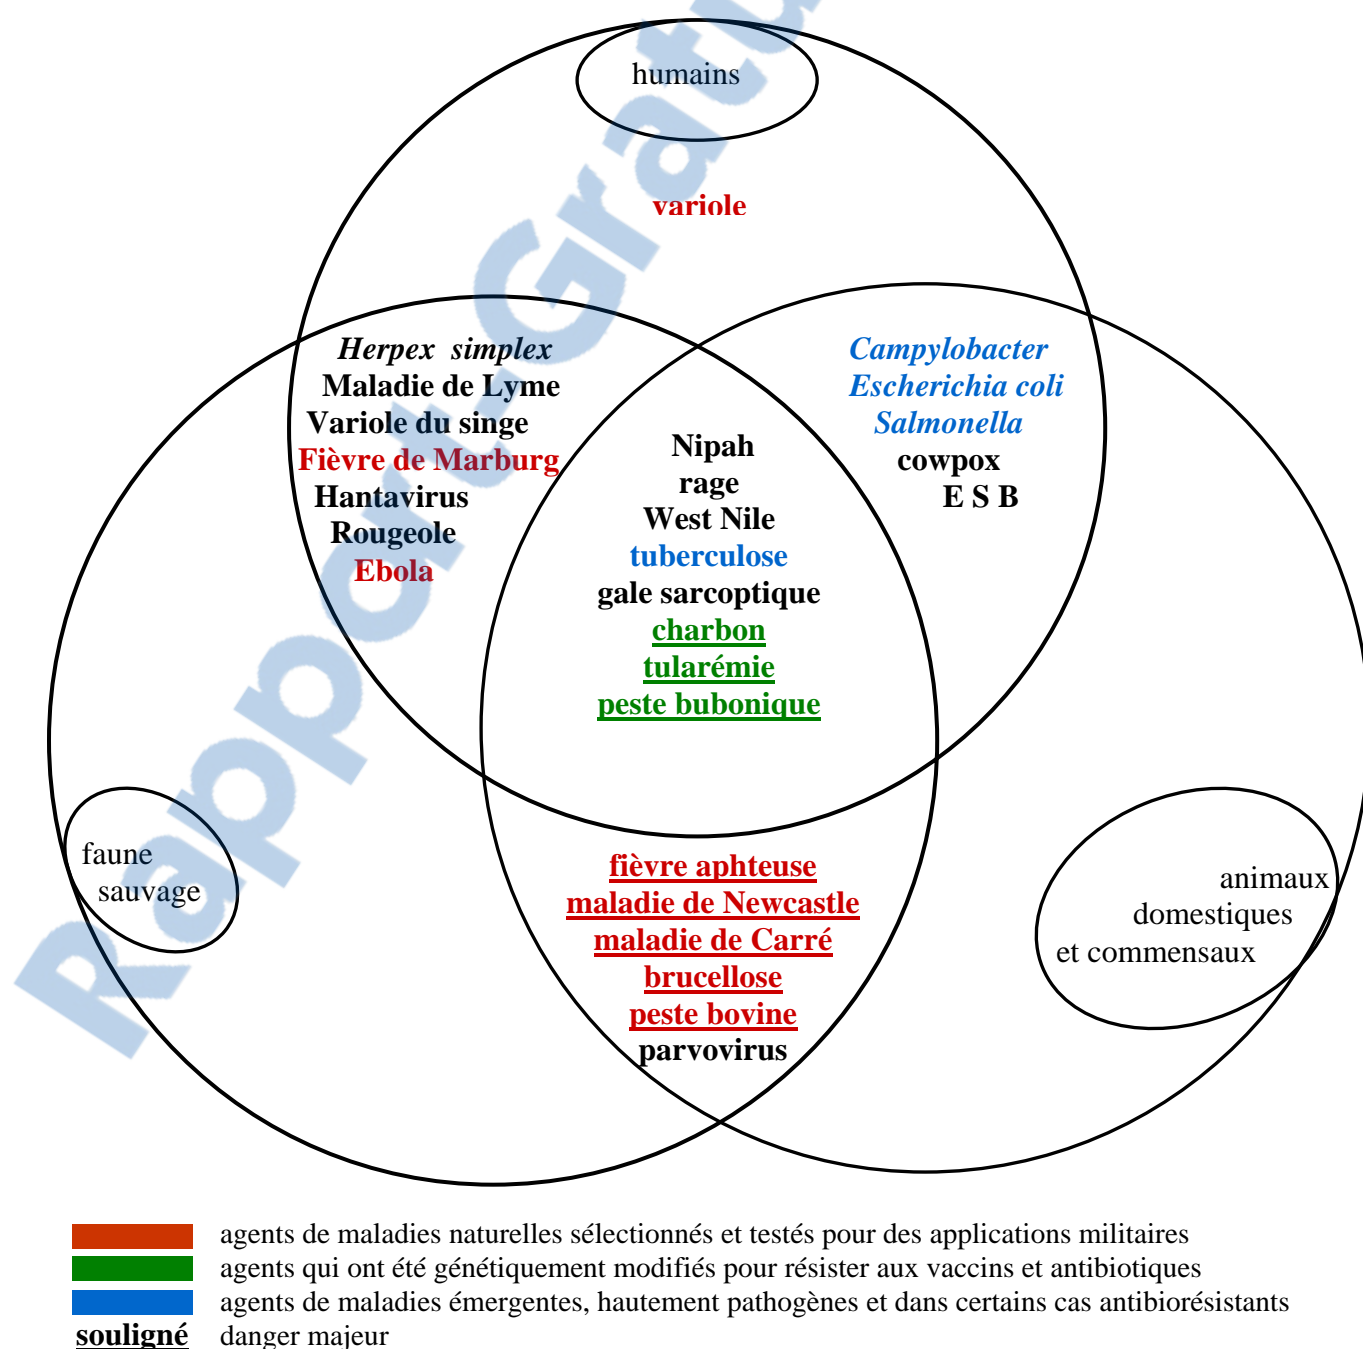 humains
variole
Herpex simplex
Maladie de Lyme
Variole du singe
Fièvre de Marburg
Hantavirus
Rougeole
Ebola
Campylobacter
Escherichia coli
Salmonella
cowpox
E S B
Nipah
rage
West Nile
tuberculose
gale sarcoptique
charbon
tularémie
peste bubonique
faune
sauvage
animaux
domestiques
et commensaux
fièvre aphteuse
maladie de Newcastle
maladie de Carré
brucellose
peste bovine
parvovirus
agents de maladies naturelles sélectionnés et testés pour des applications militaires
agents qui ont été génétiquement modifiés pour résister aux vaccins et antibiotiques
agents de maladies émergentes, hautement pathogènes et dans certains cas antibiorésistants
souligné danger majeur